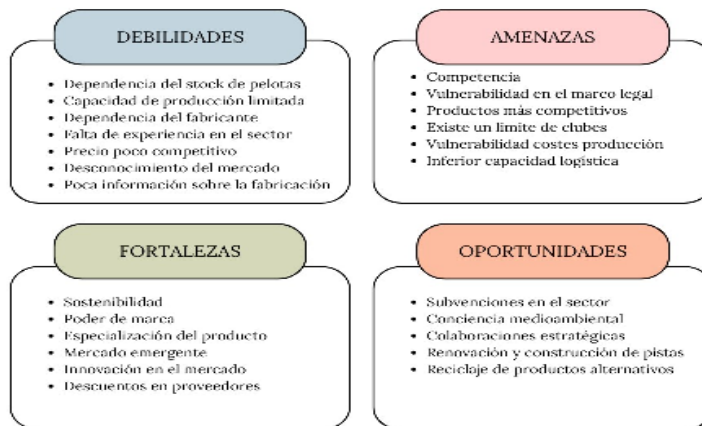 DEBILIDADES
• Dependencia del stock de pelotas
• Capacidad de producción limitada
• Dependencia del fabricante
• Falta de experiencia en el sector
• Precio poco competitivo
• Desconocimiento del mercado
• Poca información sobre la fabricación
AMENAZAS
• Competencia
• Vulnerabilidad en el marco legal
• Productos más competitivos
• Existe un límite de clubes
• Vulnerabilidad costes producción
• Inferior capacidad logística
FORTALEZAS
• Sostenibilidad
• Poder de marca
• Especialización del producto
• Mercado emergente
• Innovación en el mercado
• Descuentos en proveedores
OPORTUNIDADES
• Subvenciones en el sector
• Conciencia medioambiental
• Colaboraciones estratégicas
• Renovación y construcción de pistas
• Reciclaje de productos alternativos